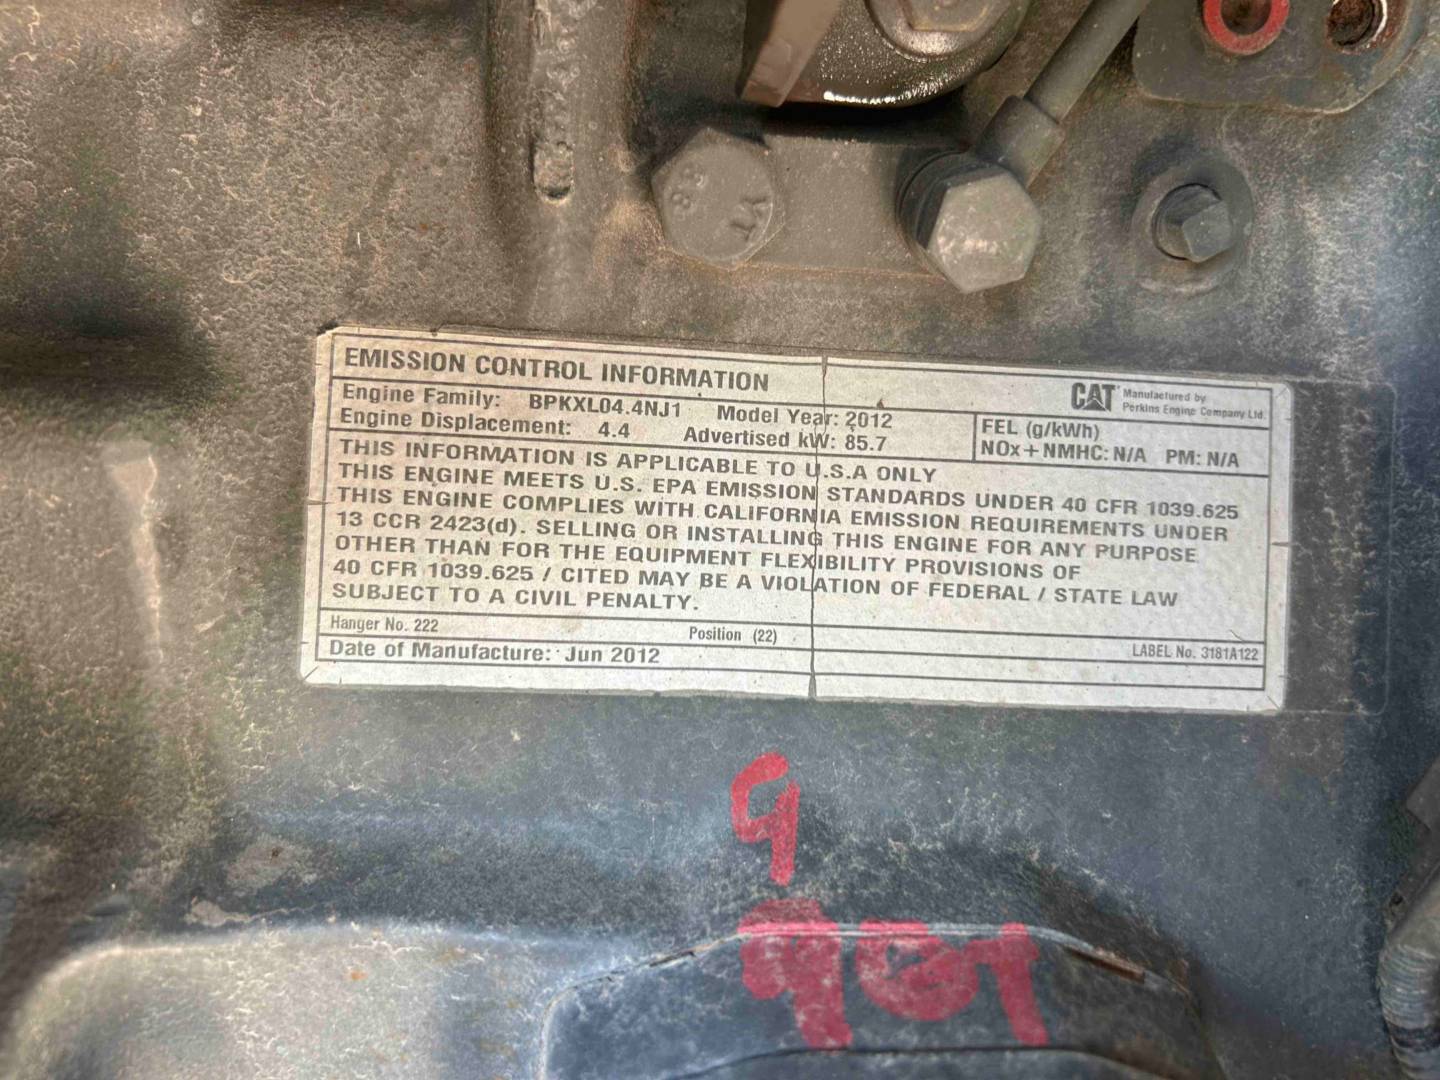 8.8
YT
EMISSION CONTROL INFORMATION
CAT Manufactured by
Perkins Engine Company Ltd.
Engine Family: BPKXL04.4NJ1 Model Year: 2012
Engine Displacement: 4.4 Advertised kW: 85.7
FEL (g/kWh)
NOx+NMHC: N/A PM: N/A
THIS INFORMATION IS APPLICABLE TO U.S.A ONLY
THIS ENGINE MEETS U.S. EPA EMISSION STANDARDS UNDER 40 CFR 1039.625
THIS ENGINE COMPLIES WITH CALIFORNIA EMISSION REQUIREMENTS UNDER
13 CCR 2423(d). SELLING OR INSTALLING THIS ENGINE FOR ANY PURPOSE
OTHER THAN FOR THE EQUIPMENT FLEXIBILITY PROVISIONS OF
40 CFR 1039.625 / CITED MAY BE A VIOLATION OF FEDERAL / STATE LAW
SUBJECT TO A CIVIL PENALTY.
Hanger No. 222 Position (22) LABEL No. 3181A122
Date of Manufacture: Jun 2012
9